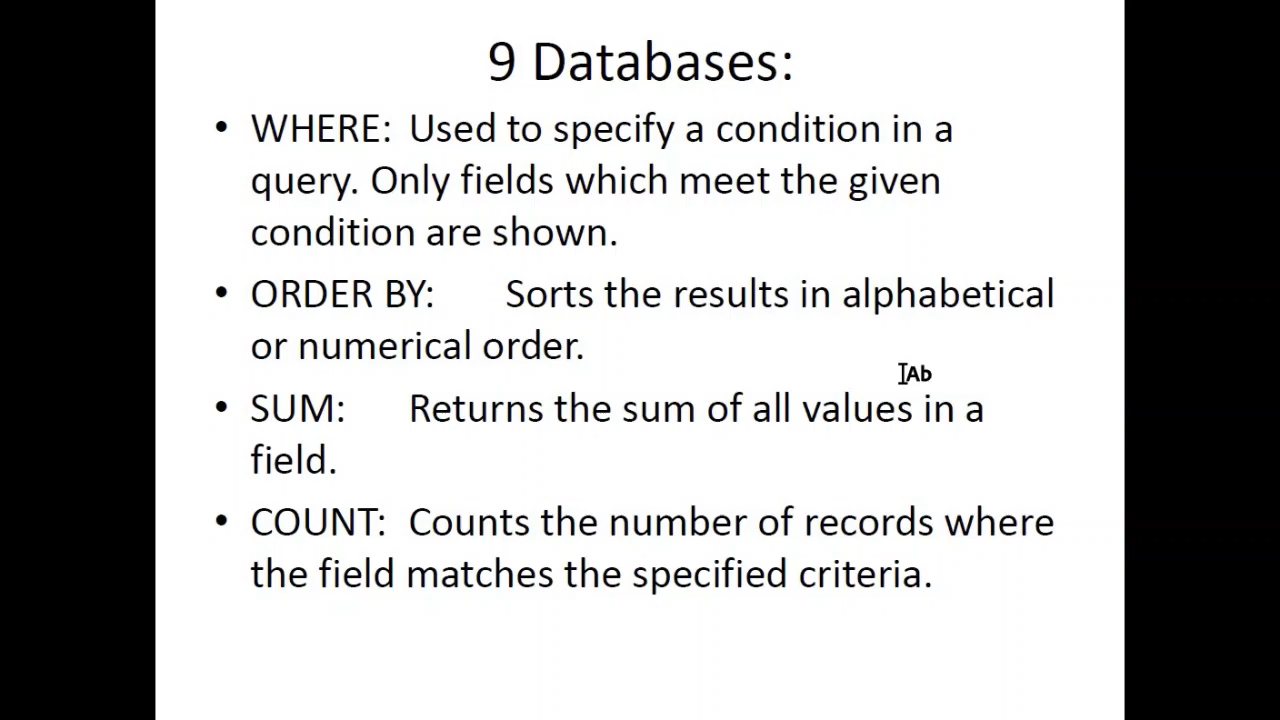 9 Databases:
• WHERE: Used to specify a condition in a
query. Only fields which meet the given
condition are shown.
• ORDER BY: Sorts the results in alphabetical
or numerical order.
Ab
• SUM: Returns the sum of all values in a
field.
• COUNT: Counts the number of records where
the field matches the specified criteria.